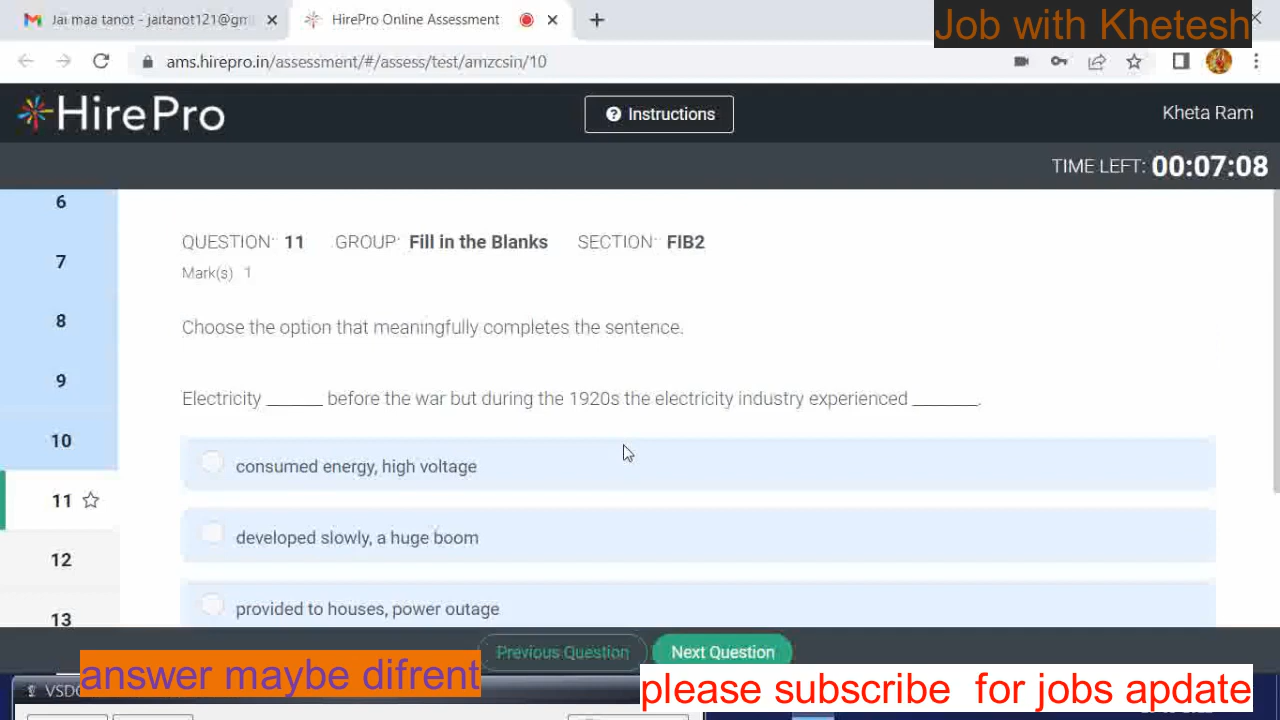 Jai maa tanot - jaitanot121@gm
HirePro Online Assessment
Job with Khetesh
ams.hirepro.in/assessment/#/assess/test/amzcsin/10
HirePro
Instructions
Kheta Ram
TIME LEFT: 00:07:08
6
7
8
9
10
11
12
13
QUESTION: 11 GROUP: Fill in the Blanks SECTION: FIB2
Mark(s) 1
Choose the option that meaningfully completes the sentence.
Electricity ______ before the war but during the 1920s the electricity industry experienced _______.
consumed energy, high voltage
developed slowly, a huge boom
provided to houses, power outage
Previous Question
Next Question
answer maybe difrent
VSDC
please subscribe for jobs apdate